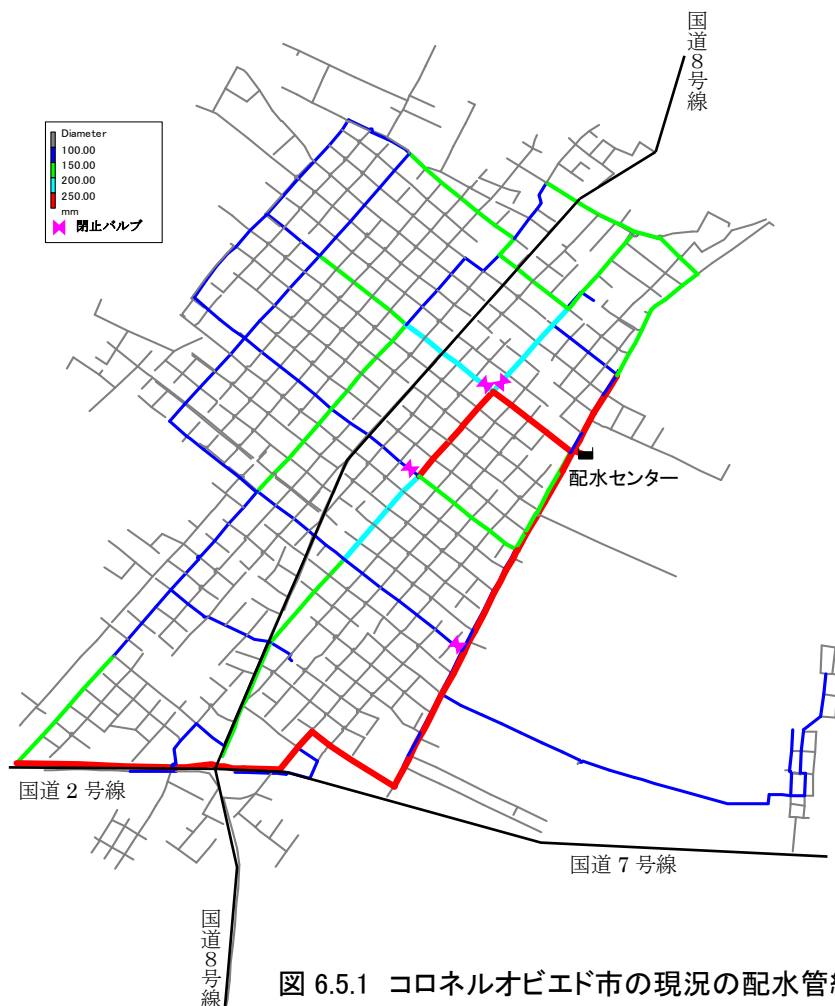 国道8号線
Diameter
100.00
150.00
200.00
250.00
mm
閉止バルブ
配水センター
国道 2 号線
国道 7 号線
国道8号線
図 6.5.1 コロネルオビエド市の現況の配水管